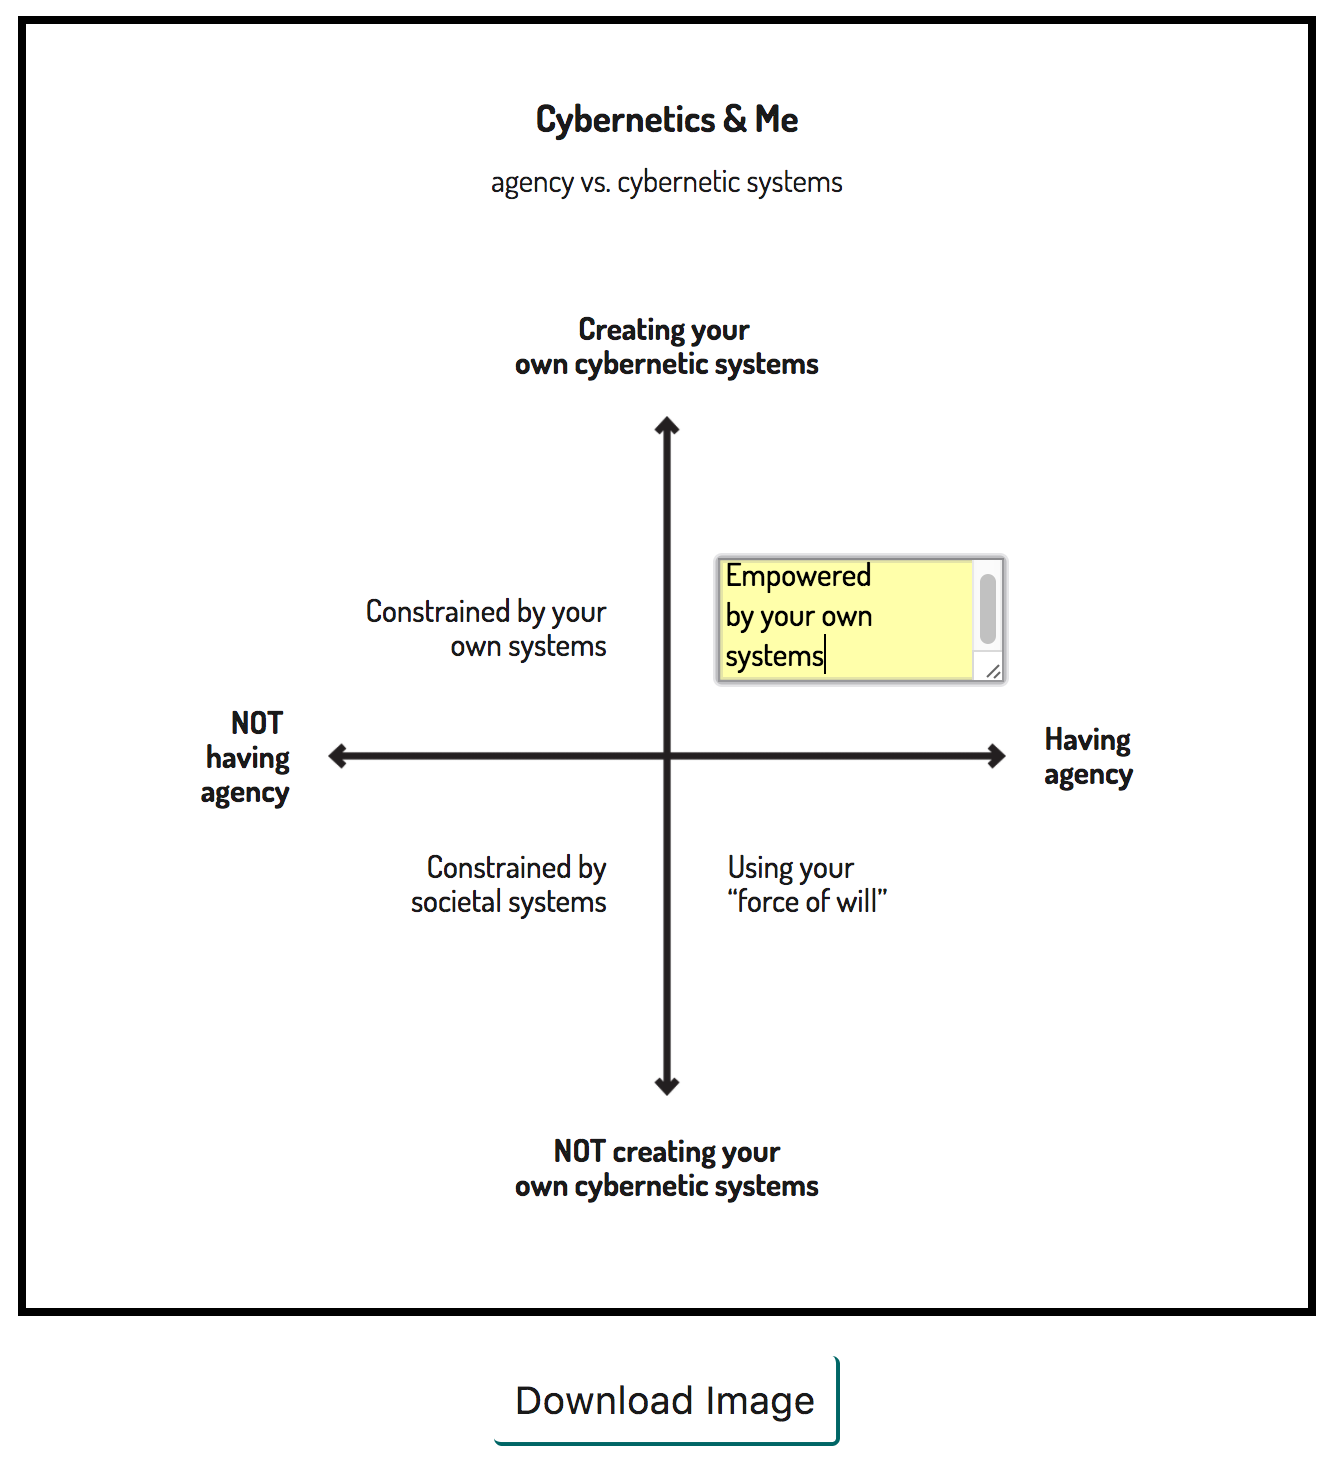 Cybernetics & Me
agency vs. cybernetic systems
Creating your
own cybernetic systems
Constrained by your
own systems
Empowered
by your own
systems
NOT
having
agency
Having
agency
Constrained by
societal systems
Using your
“force of will”
NOT creating your
own cybernetic systems
Download Image